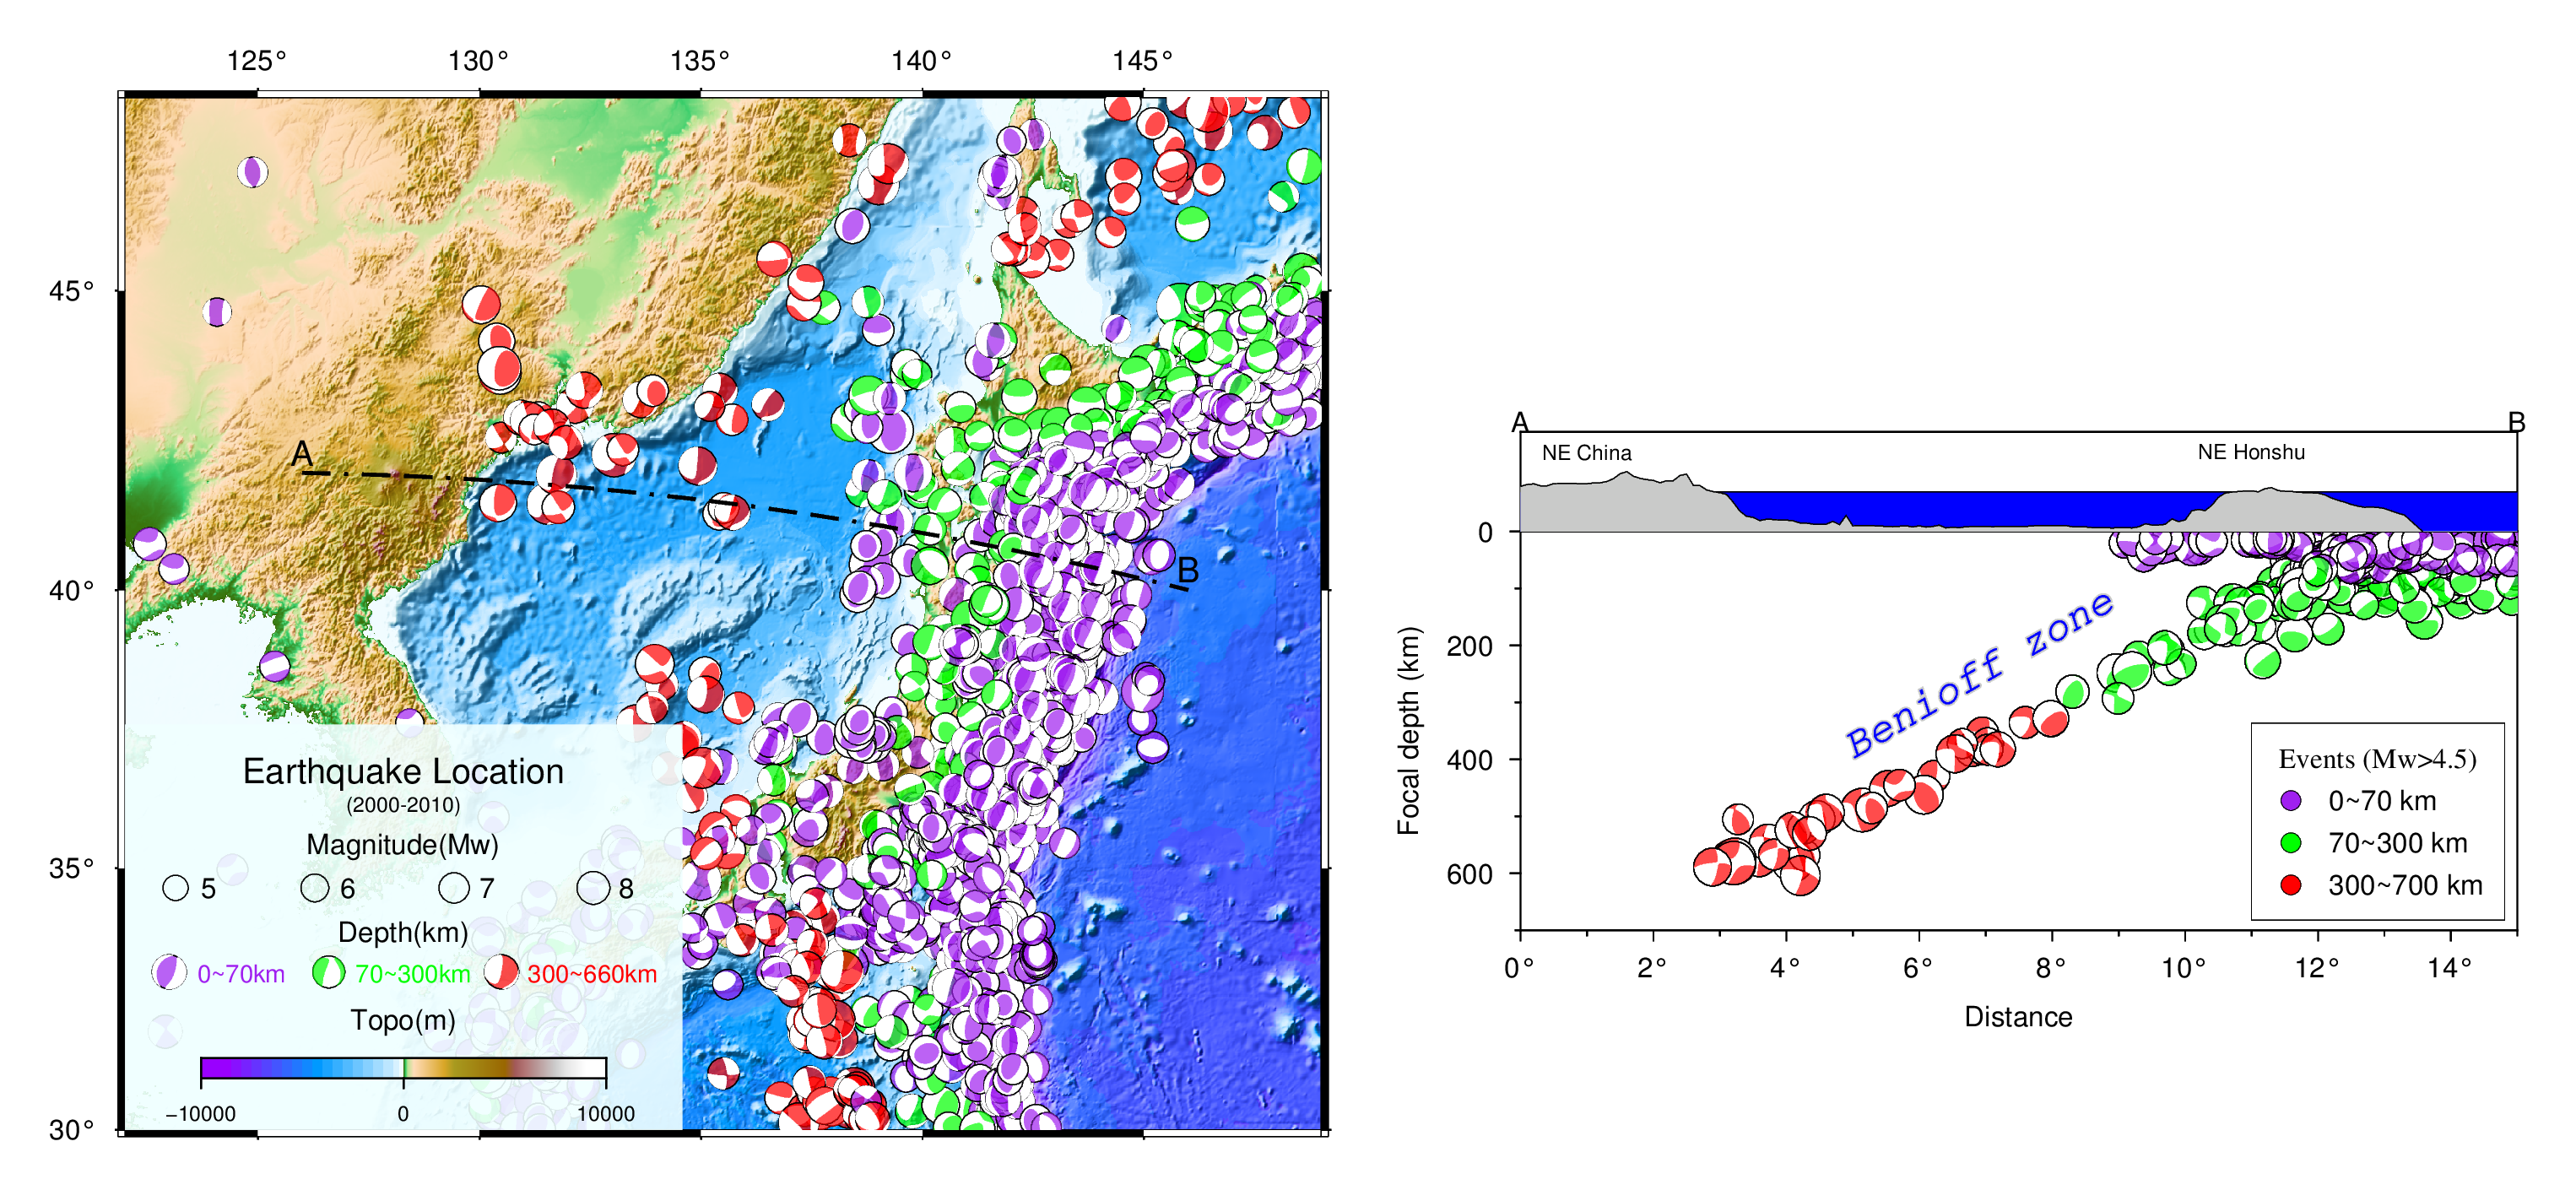 125° 130° 135° 140° 145°
45°
40°
35°
30°
A
B
Earthquake Location
(2000-2010)
Magnitude(Mw)
5 6 7 8
Depth(km)
0~70km 70~300km 300~660km
Topo(m)
−10000 0 10000
A B
NE China NE Honshu
0
200
400
600
Focal depth (km)
Benioff zone
Events (Mw>4.5)
0~70 km
70~300 km
300~700 km
0° 2° 4° 6° 8° 10° 12° 14°
Distance